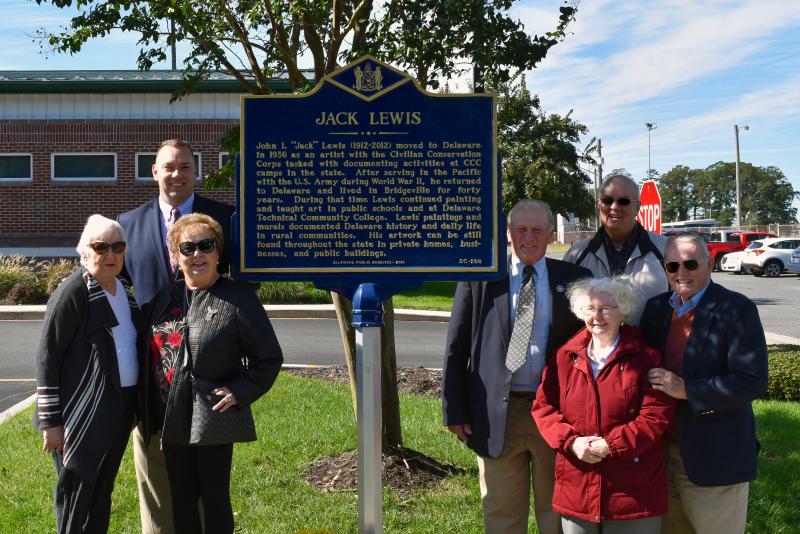 JACK LEWIS
John I. "Jack" Lewis (1912-2012) moved to Delaware
in 1936 as an artist with the Civilian Conservation
Corps tasked with documenting activities at CCC
camps in the state. After serving in the Pacific
with the U.S. Army during World War II, he returned
to Delaware and lived in Bridgeville for forty
years. During that time Lewis continued painting
and taught art in public schools and at Delaware
Technical Community College. Lewis' paintings and
murals documented Delaware history and daily life
in rural communities. His artwork can be still
found throughout the state in private homes, busi-
nesses, and public buildings.
DELAWARE PUBLIC ARCHIVES
STOP